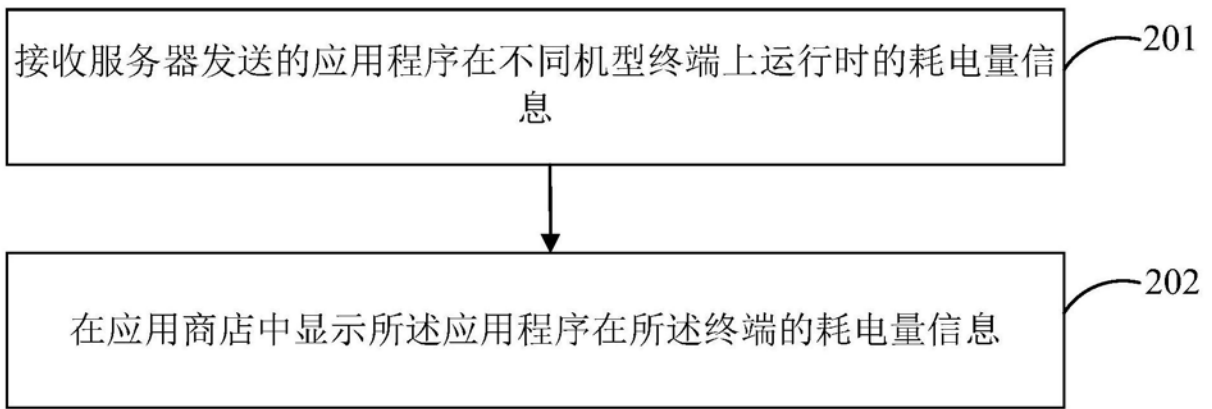 接收服务器发送的应用程序在不同机型终端上运行时的耗电量信
息
201
在应用商店中显示所述应用程序在所述终端的耗电量信息
202